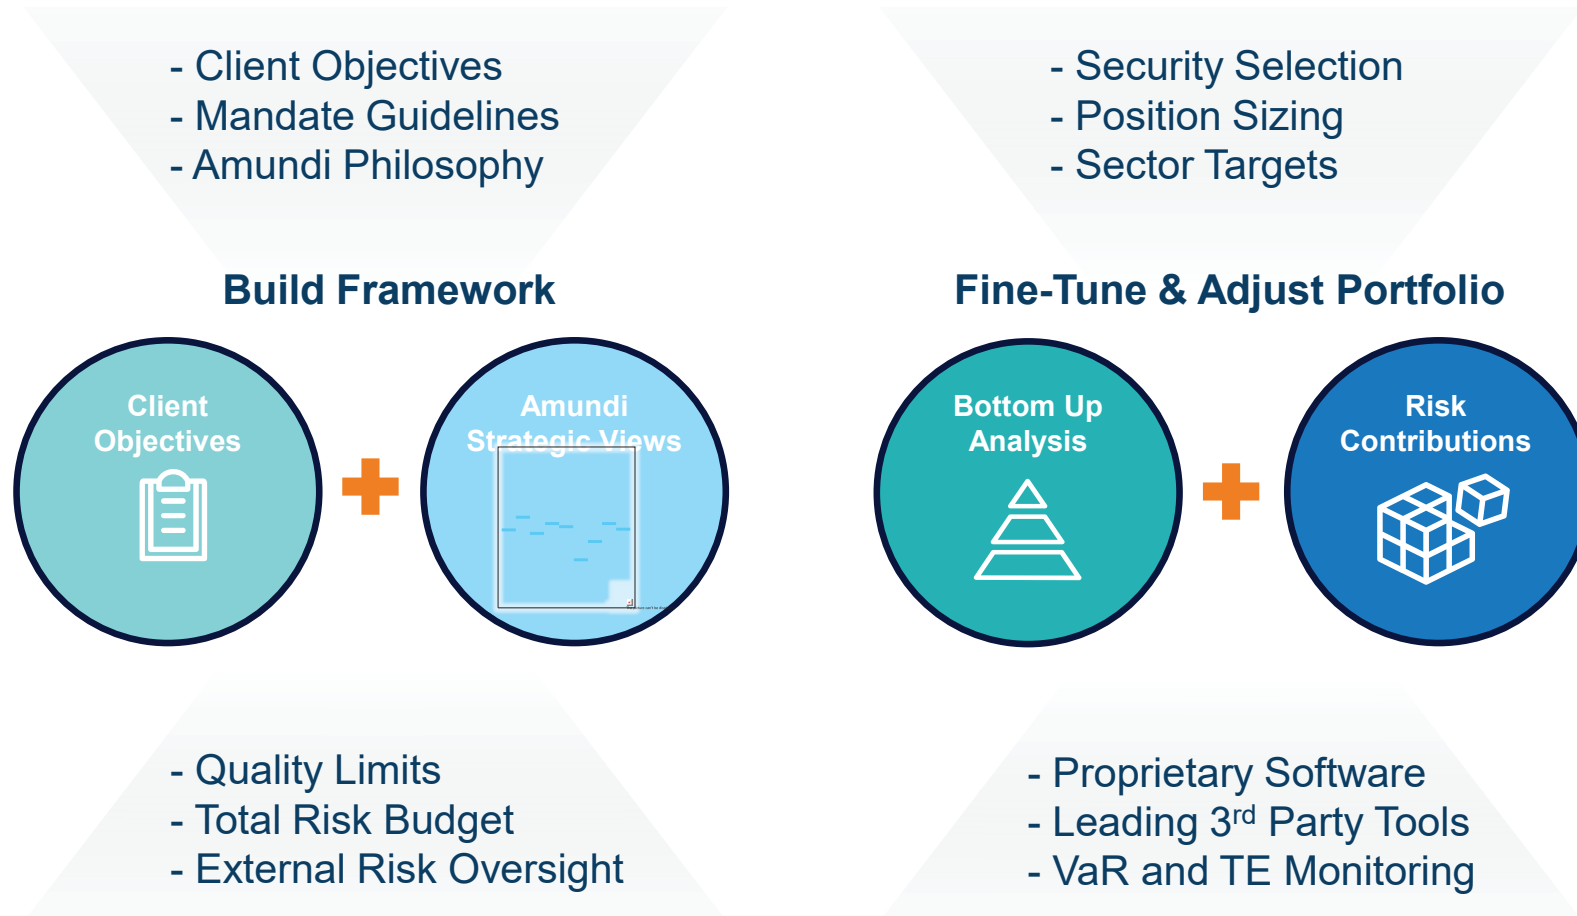 - Client Objectives
- Mandate Guidelines
- Amundi Philosophy
Build Framework
Client
Objectives
Amundi
Strategic Views
- Quality Limits
- Total Risk Budget
- External Risk Oversight
- Security Selection
- Position Sizing
- Sector Targets
Fine-Tune & Adjust Portfolio
Bottom Up
Analysis
Risk
Contributions
- Proprietary Software
- Leading 3rd Party Tools
- VaR and TE Monitoring